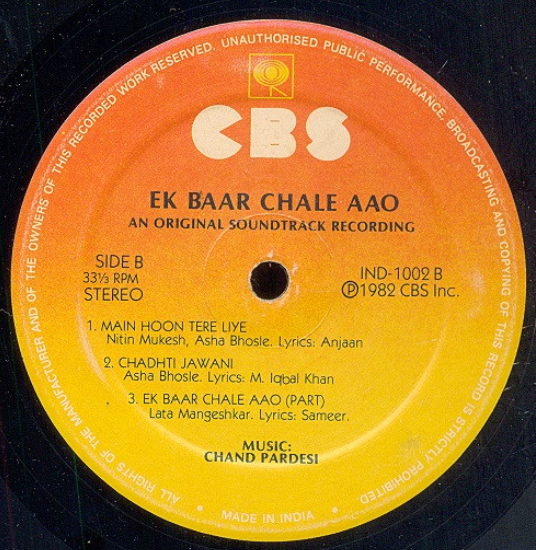 ALL RIGHTS OF THE MANUFACTURER AND OF THE OWNERS OF THIS RECORDED WORK RESERVED. UNAUTHORISED PUBLIC PERFORMANCE, BROADCASTING AND COPYING OF THIS RECORD IS STRICTLY PROHIBITED
CBS
EK BAAR CHALE AAO
AN ORIGINAL SOUNDTRACK RECORDING
SIDE B
33⅓ RPM
STEREO
IND-1002 B
Ⓟ1982 CBS Inc.
1. MAIN HOON TERE LIYE
Nitin Mukesh, Asha Bhosle. Lyrics: Anjaan
2. CHADHTI JAWANI
Asha Bhosle. Lyrics: M. Iqbal Khan
3. EK BAAR CHALE AAO (PART)
Lata Mangeshkar. Lyrics: Sameer.
MUSIC:
CHAND PARDESI
• MADE IN INDIA •